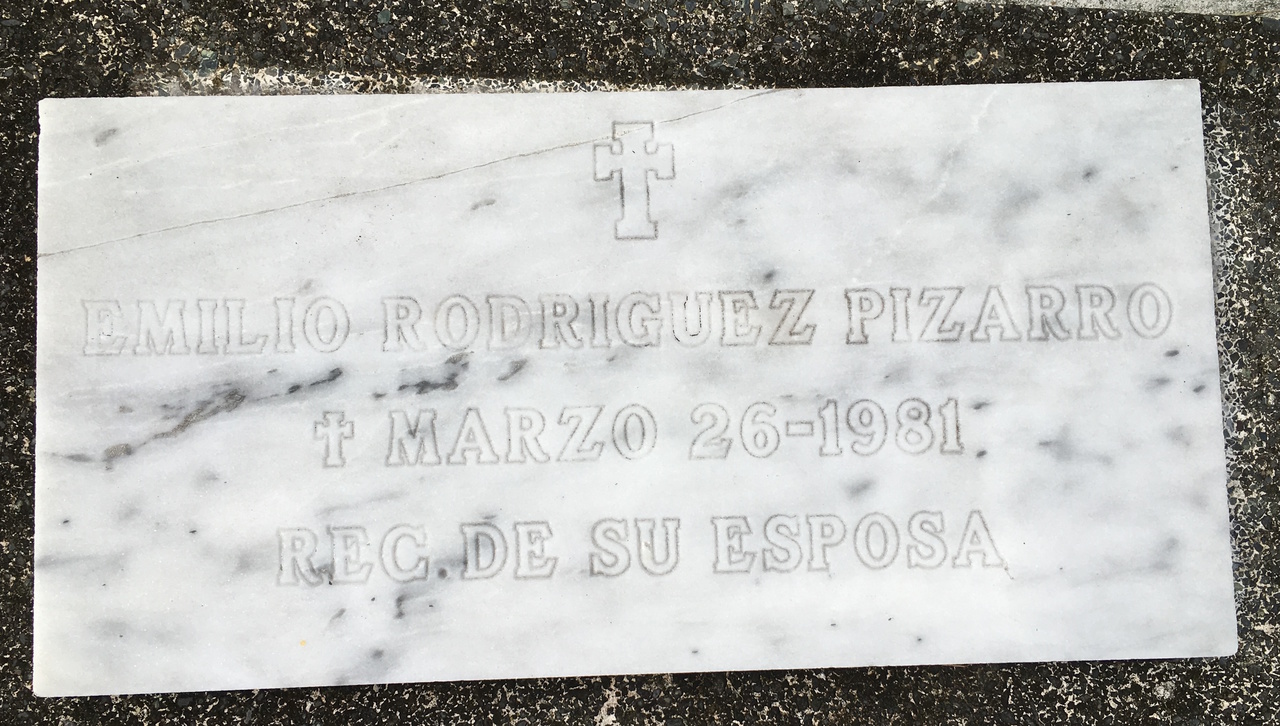 EMILIO RODRIGUEZ PIZARRO
† MARZO 26-1981
REC. DE SU ESPOSA